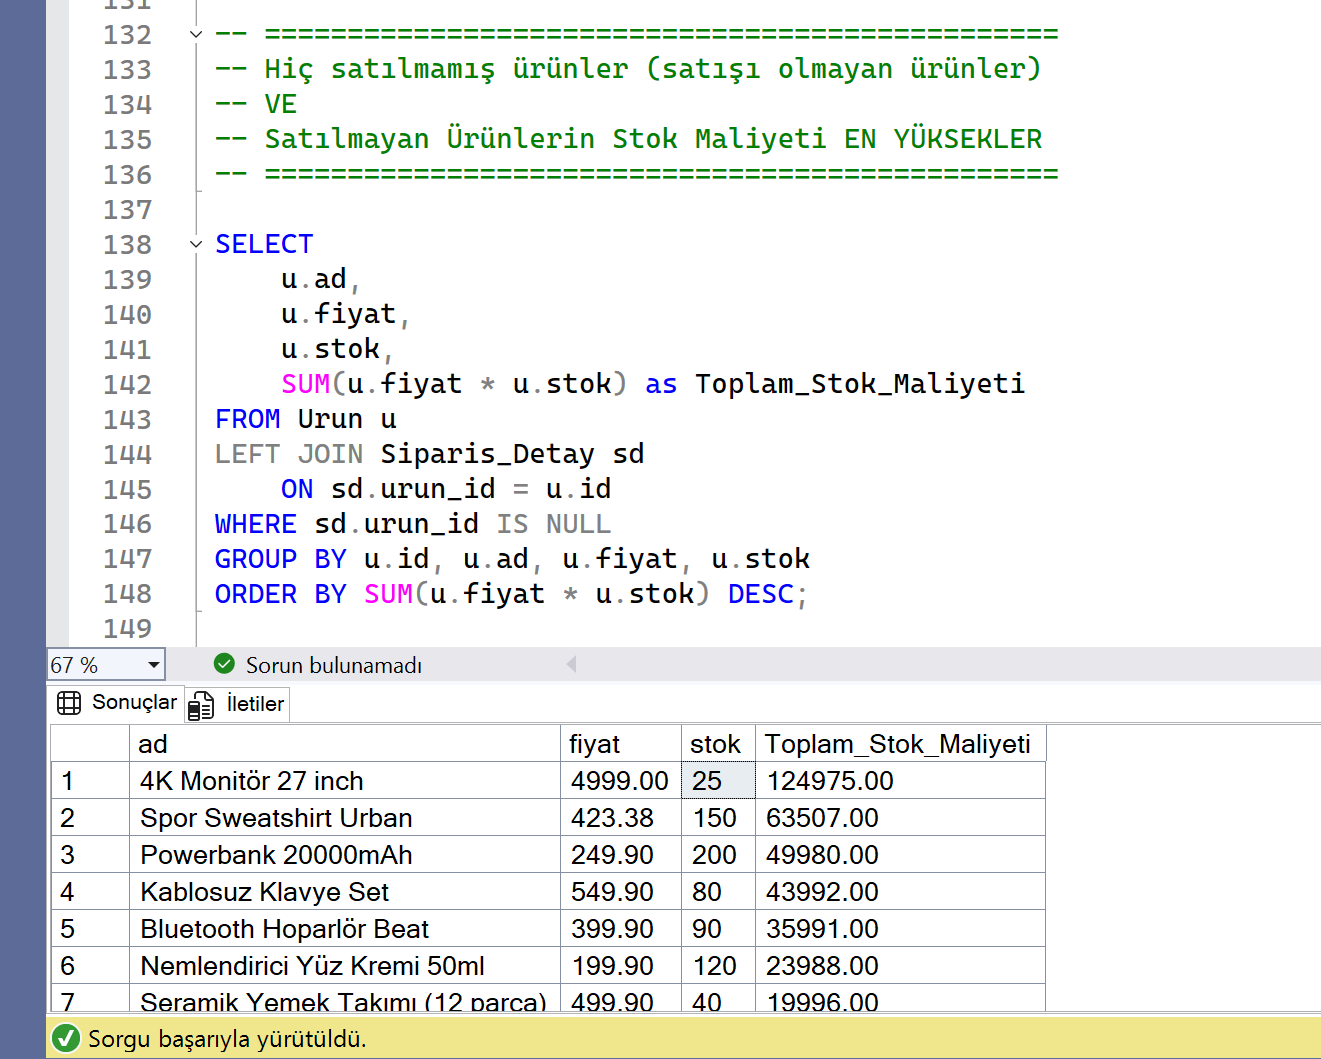 131
132 -- ================================================
133 -- Hiç satılmamış ürünler (satışı olmayan ürünler)
134 -- VE
135 -- Satılmayan Ürünlerin Stok Maliyeti EN YÜKSEKLER
136 -- ================================================
137
138 SELECT
139 u.ad,
140 u.fiyat,
141 u.stok,
142 SUM(u.fiyat * u.stok) as Toplam_Stok_Maliyeti
143 FROM Urun u
144 LEFT JOIN Siparis_Detay sd
145 ON sd.urun_id = u.id
146 WHERE sd.urun_id IS NULL
147 GROUP BY u.id, u.ad, u.fiyat, u.stok
148 ORDER BY SUM(u.fiyat * u.stok) DESC;
149
67 % Sorun bulunamadı
Sonuçlar İletiler
ad fiyat stok Toplam_Stok_Maliyeti
1 4K Monitör 27 inch 4999.00 25 124975.00
2 Spor Sweatshirt Urban 423.38 150 63507.00
3 Powerbank 20000mAh 249.90 200 49980.00
4 Kablosuz Klavye Set 549.90 80 43992.00
5 Bluetooth Hoparlör Beat 399.90 90 35991.00
6 Nemlendirici Yüz Kremi 50ml 199.90 120 23988.00
7 Seramik Yemek Takımı (12 parça) 499.90 40 19996.00
Sorgu başarıyla yürütüldü.